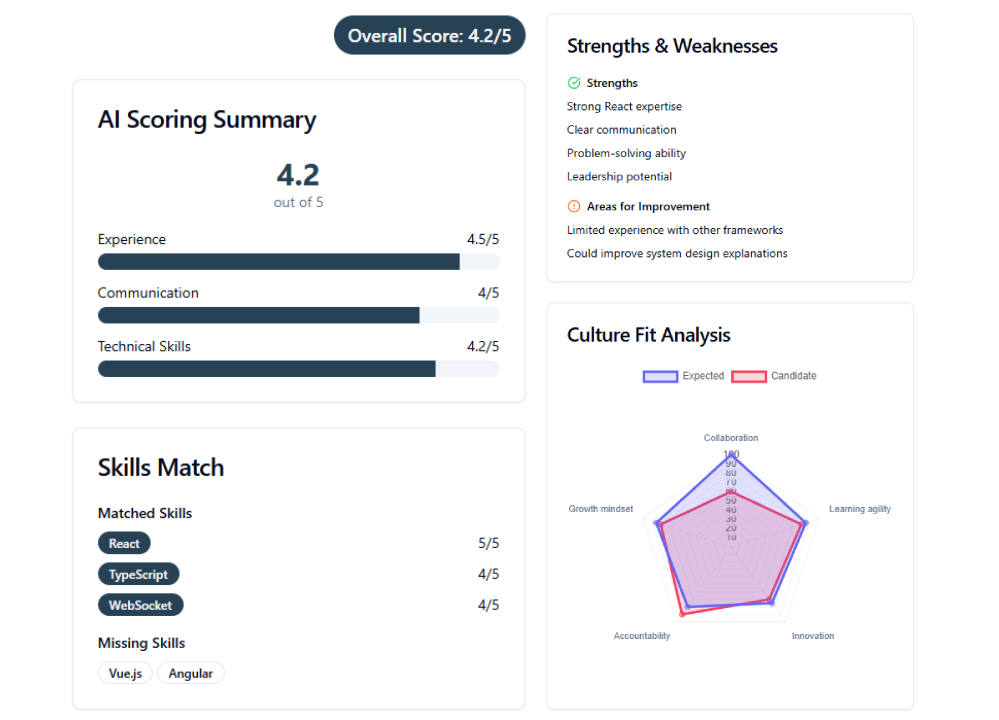 Overall Score: 4.2/5
AI Scoring Summary
4.2
out of 5
Experience 4.5/5
Communication 4/5
Technical Skills 4.2/5
Skills Match
Matched Skills
React 5/5
TypeScript 4/5
WebSocket 4/5
Missing Skills
Vue.js Angular
Strengths & Weaknesses
Strengths
Strong React expertise
Clear communication
Problem-solving ability
Leadership potential
Areas for Improvement
Limited experience with other frameworks
Could improve system design explanations
Culture Fit Analysis
Expected Candidate
Collaboration
100
90
80
70
60
50
40
30
20
10
Growth mindset Learning agility
Accountability Innovation